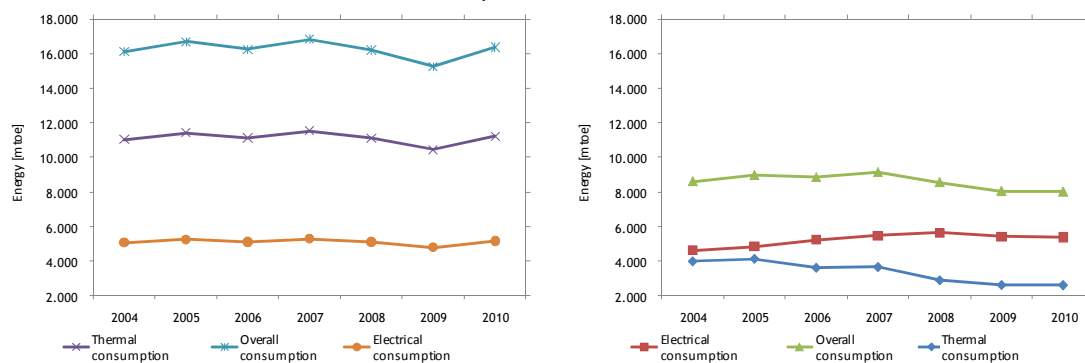 18.000
16.000
14.000
12.000
10.000
8.000
6.000
4.000
2.000
Energy [mtoe]
2004 2005 2006 2007 2008 2009 2010
Thermal consumption
Overall consumption
Electrical consumption
18.000
16.000
14.000
12.000
10.000
8.000
6.000
4.000
2.000
Energy [mtoe]
2004 2005 2006 2007 2008 2009 2010
Electrical consumption
Overall consumption
Thermal consumption